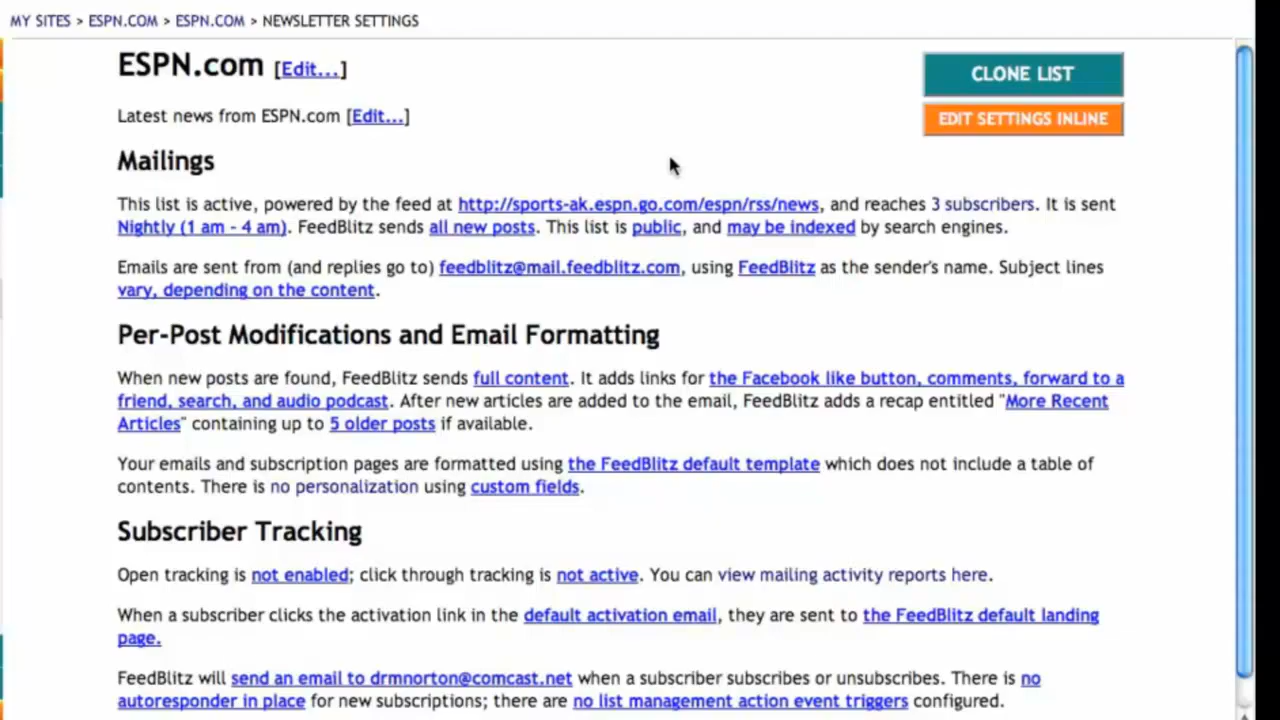 MY SITES > ESPN.COM > ESPN.COM > NEWSLETTER SETTINGS
ESPN.com [Edit...]
CLONE LIST
Latest news from ESPN.com [Edit...]
EDIT SETTINGS INLINE
Mailings
This list is active, powered by the feed at http://sports-ak.espn.go.com/espn/rss/news, and reaches 3 subscribers. It is sent
Nightly (1 am - 4 am). FeedBlitz sends all new posts. This list is public, and may be indexed by search engines.
Emails are sent from (and replies go to) feedblitz@mail.feedblitz.com, using FeedBlitz as the sender's name. Subject lines
vary, depending on the content.
Per-Post Modifications and Email Formatting
When new posts are found, FeedBlitz sends full content. It adds links for the Facebook like button, comments, forward to a
friend, search, and audio podcast. After new articles are added to the email, FeedBlitz adds a recap entitled "More Recent
Articles" containing up to 5 older posts if available.
Your emails and subscription pages are formatted using the FeedBlitz default template which does not include a table of
contents. There is no personalization using custom fields.
Subscriber Tracking
Open tracking is not enabled; click through tracking is not active. You can view mailing activity reports here.
When a subscriber clicks the activation link in the default activation email, they are sent to the FeedBlitz default landing
page.
FeedBlitz will send an email to drmnorton@comcast.net when a subscriber subscribes or unsubscribes. There is no
autoresponder in place for new subscriptions; there are no list management action event triggers configured.